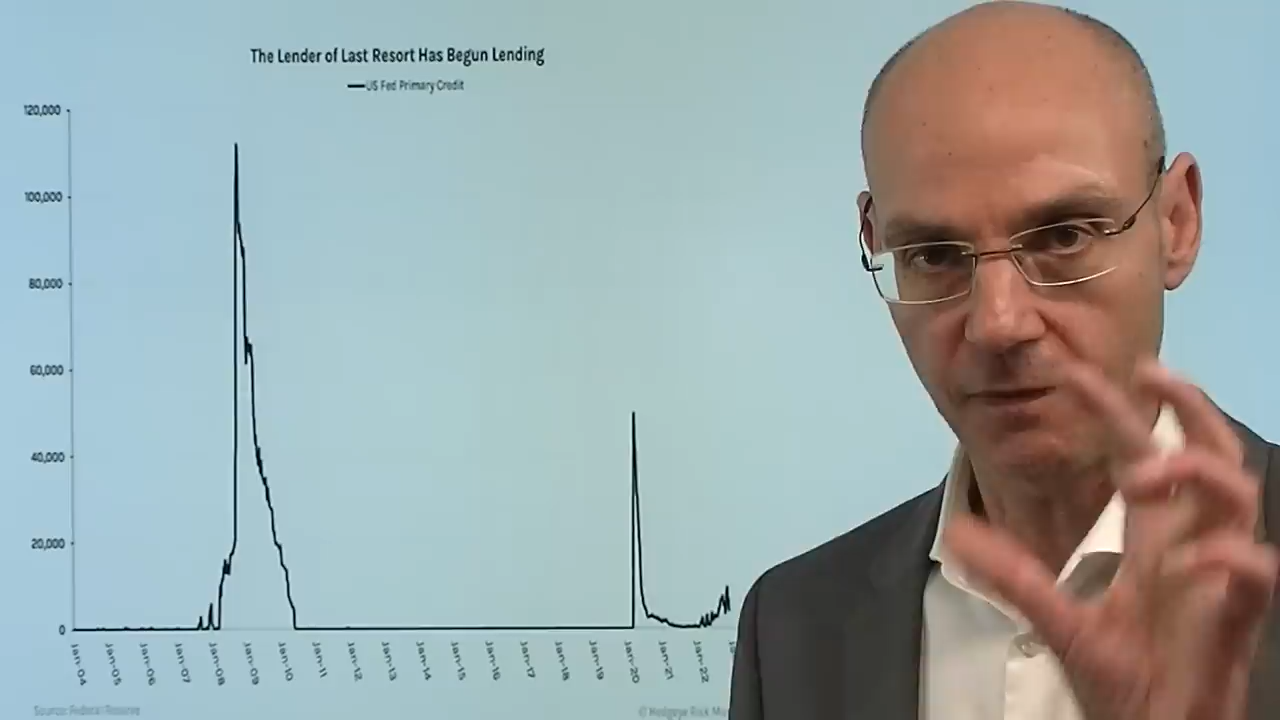 The Lender of Last Resort Has Begun Lending
US Fed Primary Credit
120,000
100,000
80,000
60,000
40,000
20,000
0
Jan-04 Jan-05 Jan-06 Jan-07 Jan-08 Jan-09 Jan-10 Jan-11 Jan-12 Jan-13 Jan-14 Jan-15 Jan-16 Jan-17 Jan-18 Jan-19 Jan-20 Jan-21 Jan-22
Source: Federal Reserve
© Hedgeye Risk